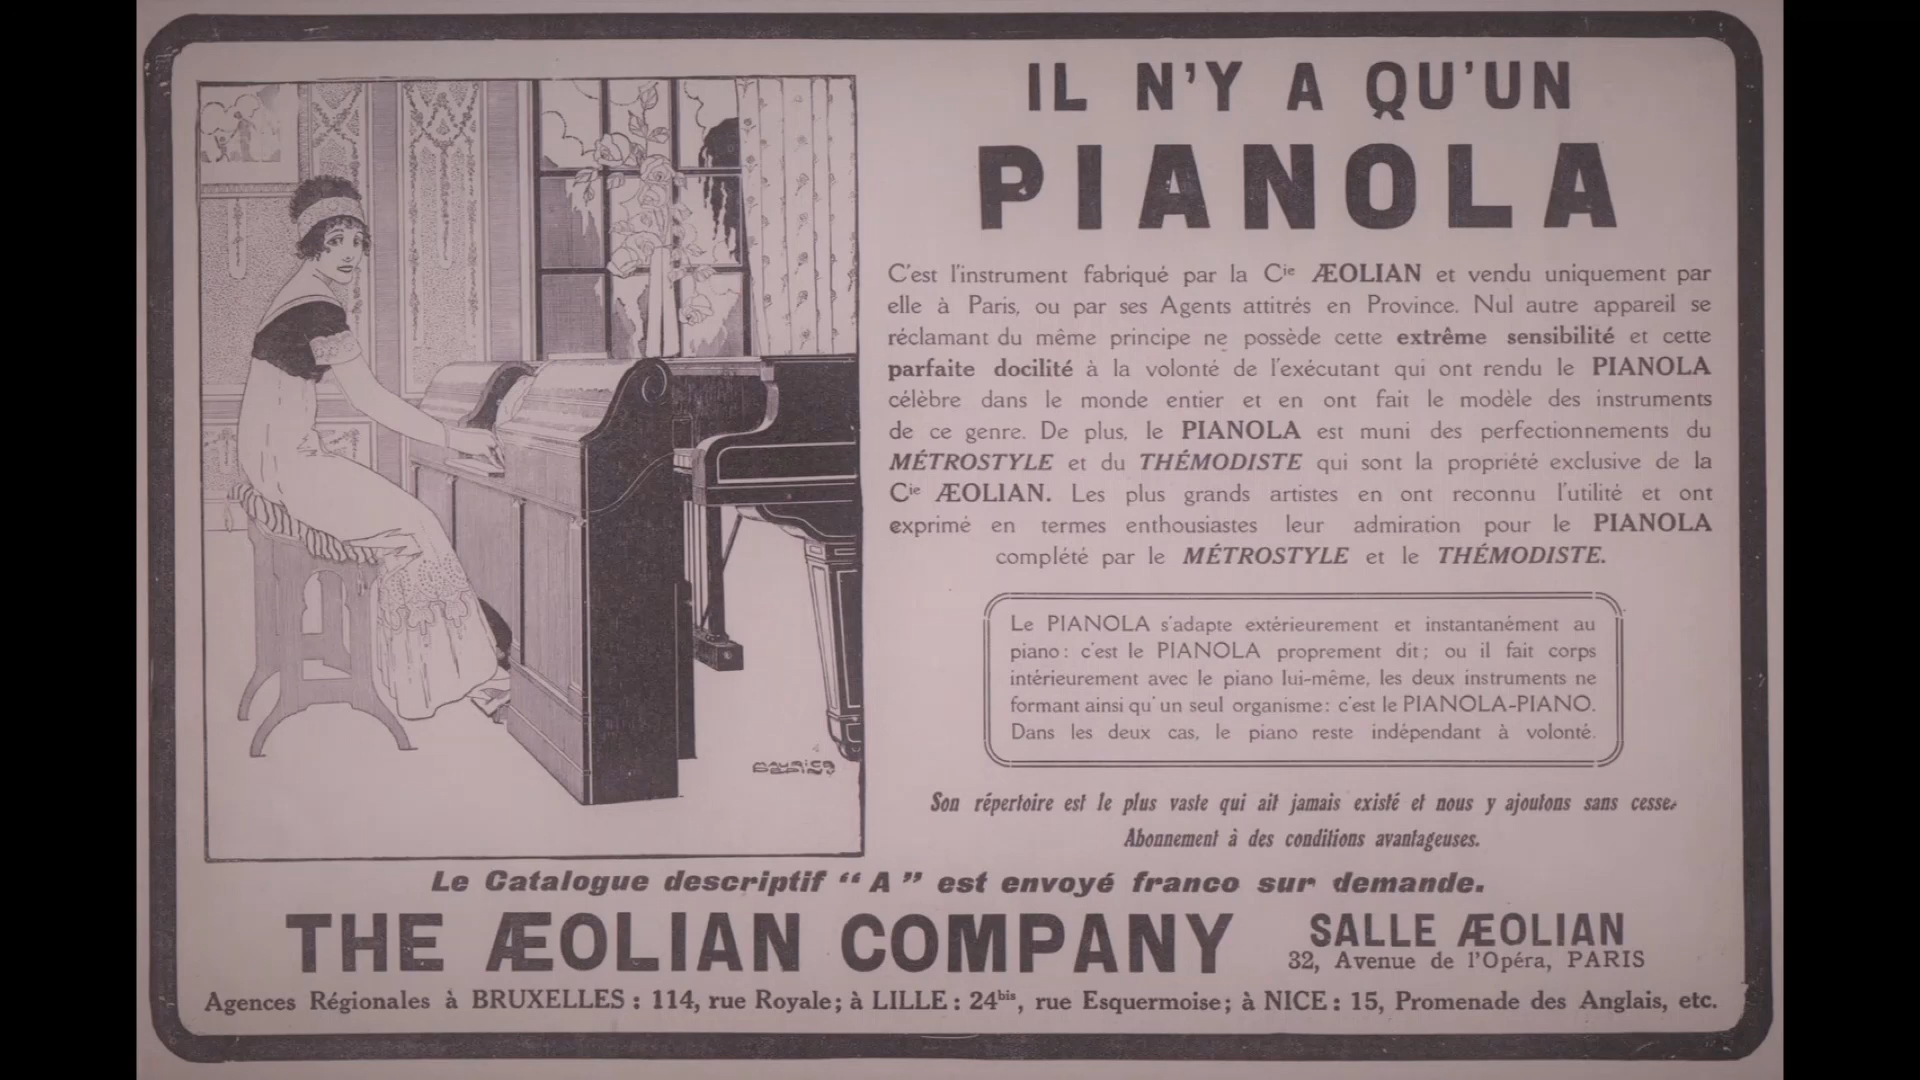 IL N'Y A QU'UN
PIANOLA
C'est l'instrument fabriqué par la Cie ÆOLIAN et vendu uniquement par
elle à Paris, ou par ses Agents attitrés en Province. Nul autre appareil se
réclamant du même principe ne possède cette extrême sensibilité et cette
parfaite docilité à la volonté de l'exécutant qui ont rendu le PIANOLA
célèbre dans le monde entier et en ont fait le modèle des instruments
de ce genre. De plus, le PIANOLA est muni des perfectionnements du
MÉTROSTYLE et du THÉMODISTE qui sont la propriété exclusive de la
Cie ÆOLIAN. Les plus grands artistes en ont reconnu l'utilité et ont
exprimé en termes enthousiastes leur admiration pour le PIANOLA
complété par le MÉTROSTYLE et le THÉMODISTE.
Le PIANOLA s'adapte extérieurement et instantanément au
piano : c'est le PIANOLA proprement dit ; ou il fait corps
intérieurement avec le piano lui-même, les deux instruments ne
formant ainsi qu'un seul organisme : c'est le PIANOLA-PIANO.
Dans les deux cas, le piano reste indépendant à volonté.
Son répertoire est le plus vaste qui ait jamais existé et nous y ajoutons sans cesse.
Abonnement à des conditions avantageuses.
Le Catalogue descriptif “ A ” est envoyé franco sur demande.
THE ÆOLIAN COMPANY
SALLE ÆOLIAN
32, Avenue de l'Opéra, PARIS
Agences Régionales à BRUXELLES : 114, rue Royale ; à LILLE : 24bis, rue Esquermoise ; à NICE : 15, Promenade des Anglais, etc.